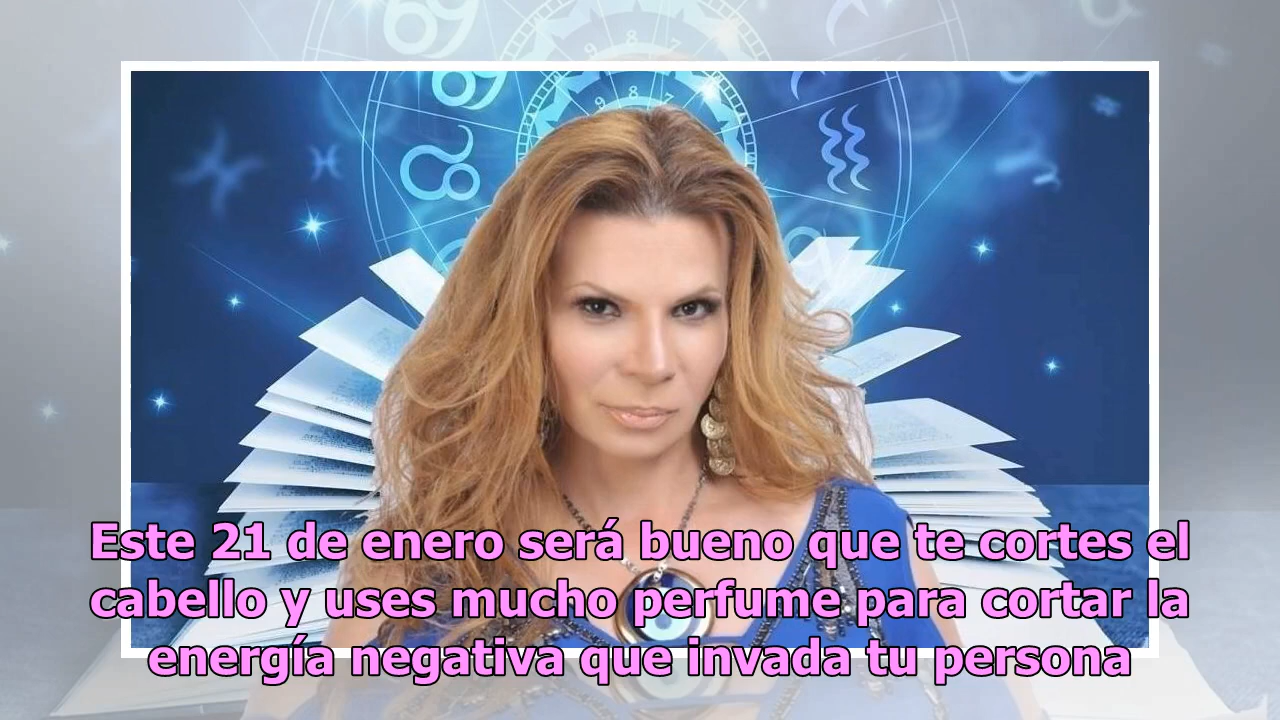 Este 21 de enero será bueno que te cortes el
cabello y uses mucho perfume para cortar la
energía negativa que invada tu persona